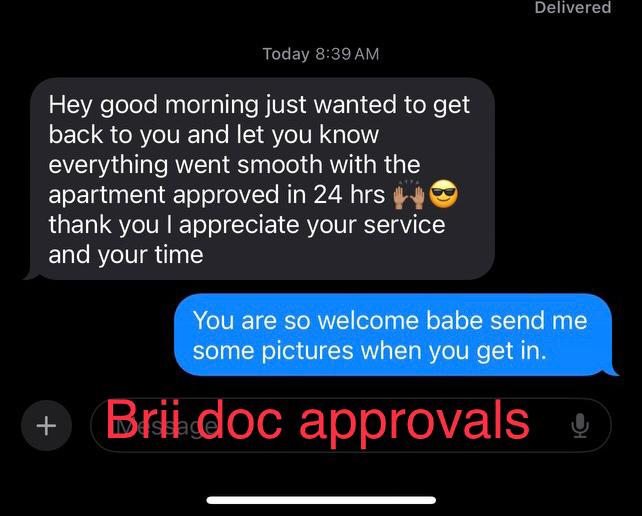 Delivered
Today 8:39 AM
Hey good morning just wanted to get
back to you and let you know
everything went smooth with the
apartment approved in 24 hrs 🙌🏽😎
thank you I appreciate your service
and your time
You are so welcome babe send me
some pictures when you get in.
Message
Brii doc approvals